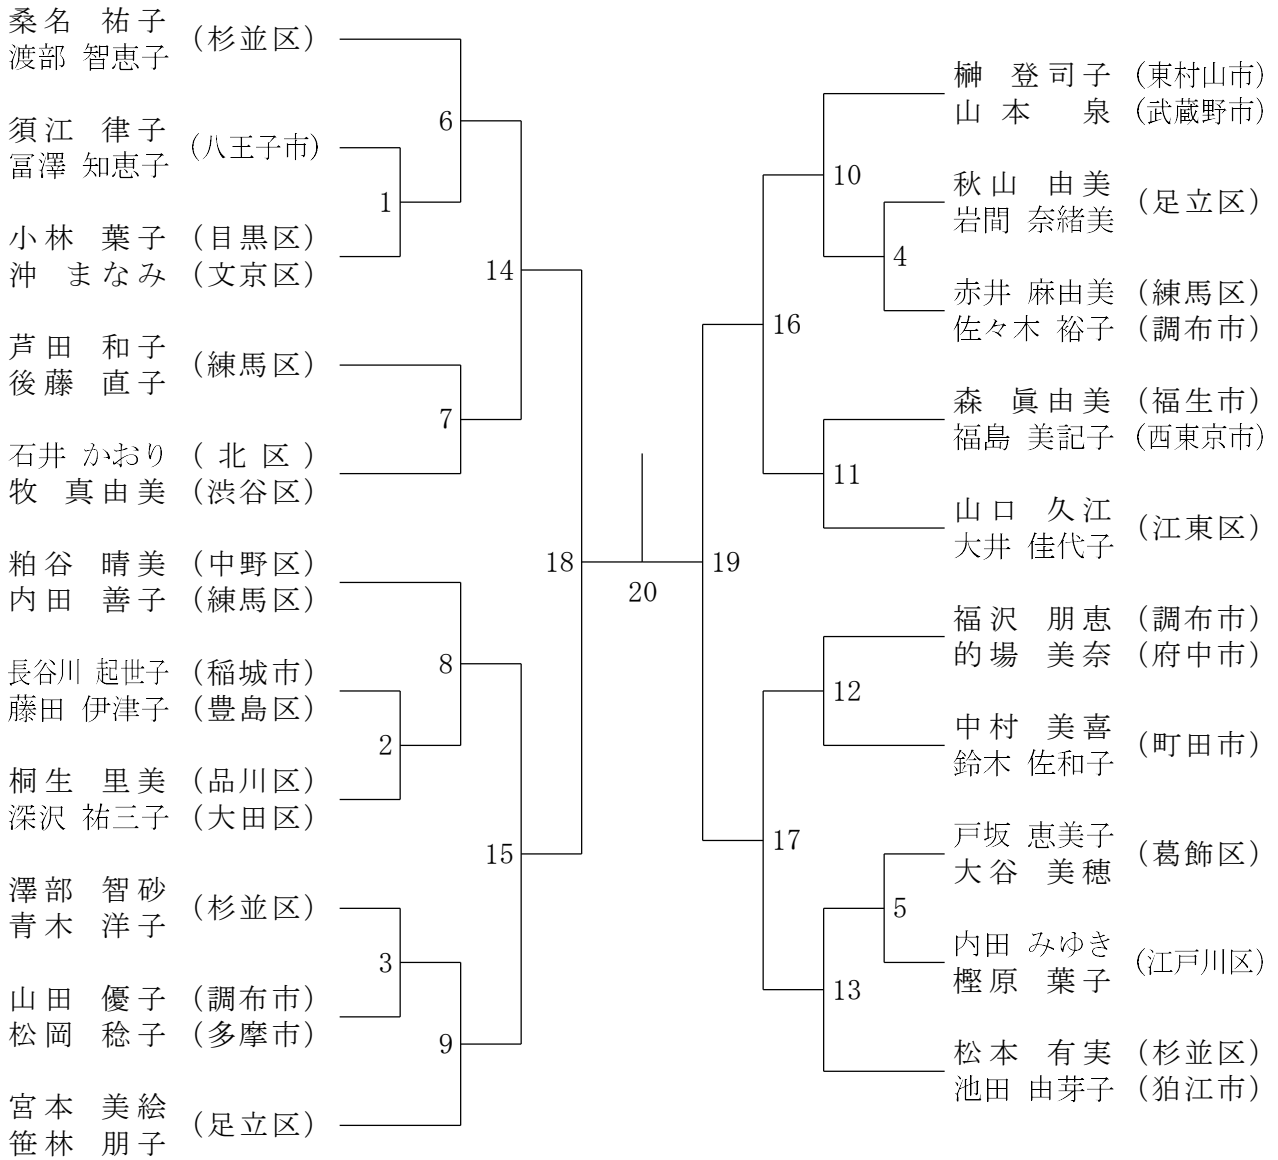 桑名 祐子 (杉並区)
渡部 智恵子
須江 律子 (八王子市)
冨澤 知恵子
小林 葉子 (目黒区)
沖 まなみ (文京区)
芦田 和子 (練馬区)
後藤 直子
石井 かおり (北区)
牧 真由美 (渋谷区)
粕谷 晴美 (中野区)
内田 善子 (練馬区)
長谷川 起世子 (稲城市)
藤田 伊津子 (豊島区)
桐生 里美 (品川区)
深沢 祐三子 (大田区)
澤部 智砂 (杉並区)
青木 洋子
山田 優子 (調布市)
松岡 稔子 (多摩市)
宮本 美絵 (足立区)
笹林 朋子
6
1
14
7
8
2
15
3
9
18
20
19
10
4
16
11
12
17
5
13
榊 登司子 (東村山市)
山本 泉 (武蔵野市)
秋山 由美 (足立区)
岩間 奈緒美
赤井 麻由美 (練馬区)
佐々木 裕子 (調布市)
森 眞由美 (福生市)
福島 美記子 (西東京市)
山口 久江 (江東区)
大井 佳代子
福沢 朋恵 (調布市)
的場 美奈 (府中市)
中村 美喜 (町田市)
鈴木 佐和子
戸坂 恵美子 (葛飾区)
大谷 美穂
内田 みゆき (江戸川区)
樫原 葉子
松本 有実 (杉並区)
池田 由芽子 (狛江市)